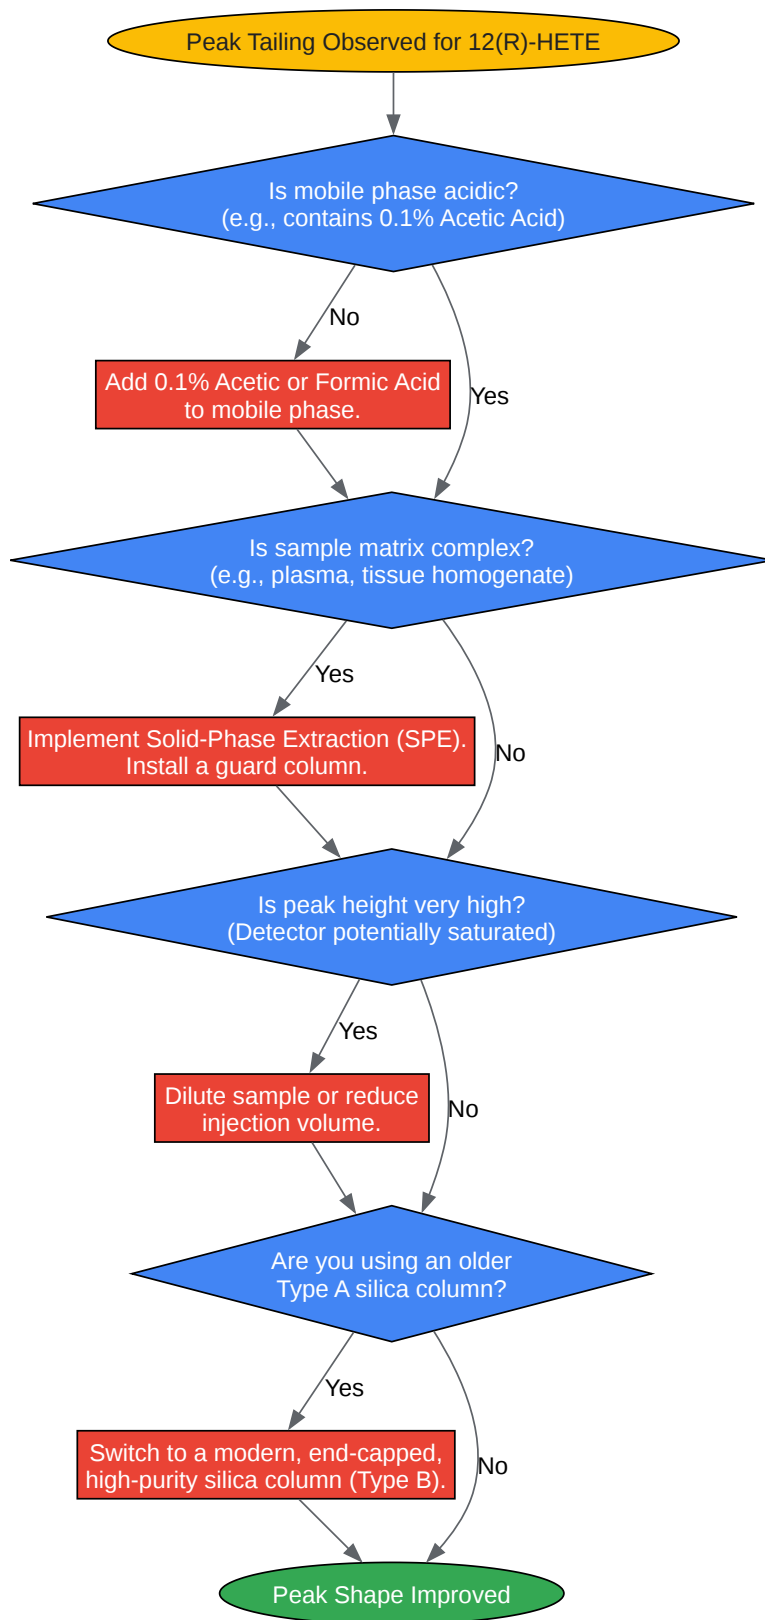 Peak Tailing Observed for 12(R)-HETE
Is mobile phase acidic?
(e.g., contains 0.1% Acetic Acid)
No
Add 0.1% Acetic or Formic Acid
to mobile phase.
Yes
Is sample matrix complex?
(e.g., plasma, tissue homogenate)
Yes
Implement Solid-Phase Extraction (SPE).
Install a guard column.
No
Is peak height very high?
(Detector potentially saturated)
Yes
Dilute sample or reduce
injection volume.
No
Are you using an older
Type A silica column?
Yes
Switch to a modern, end-capped,
high-purity silica column (Type B).
No
Peak Shape Improved